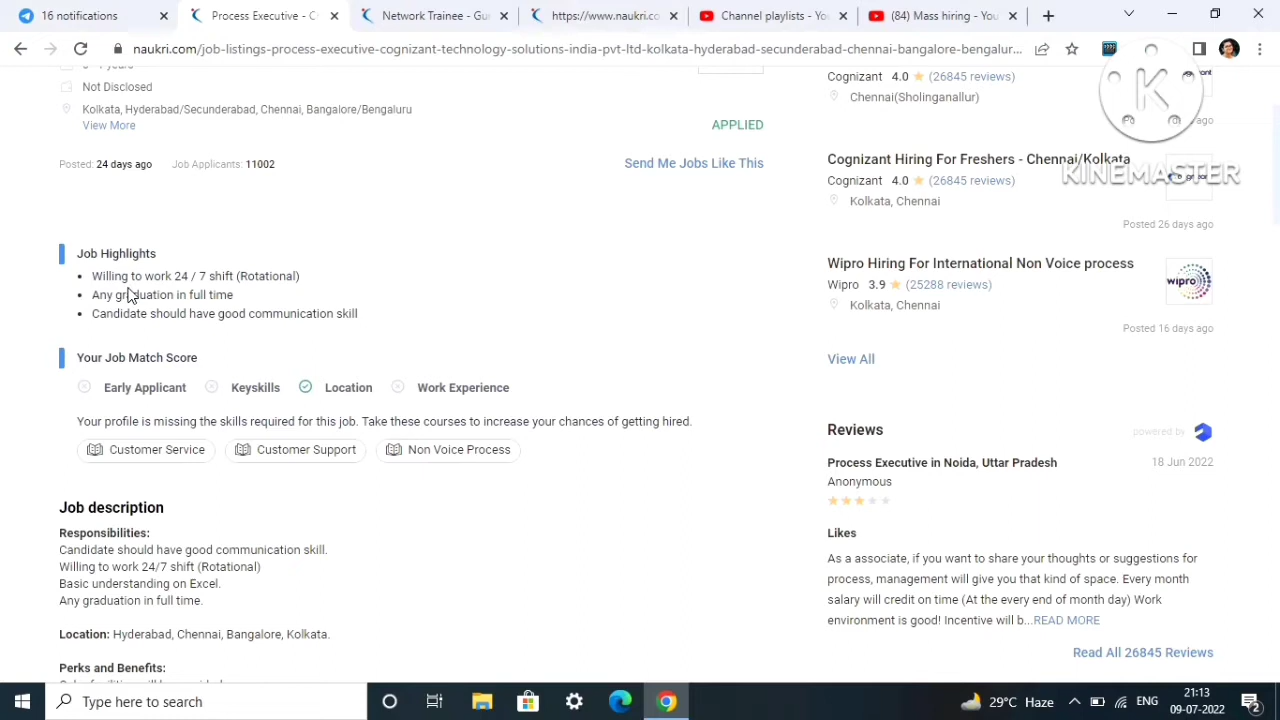 16 notifications
Process Executive - C
Network Trainee - Gu
https://www.naukri.co
Channel playlists - Yo
(84) Mass hiring - You
naukri.com/job-listings-process-executive-cognizant-technology-solutions-india-pvt-ltd-kolkata-hyderabad-secunderabad-chennai-bangalore-bengalur...
Not Disclosed
Kolkata, Hyderabad/Secunderabad, Chennai, Bangalore/Bengaluru
View More
APPLIED
Posted: 24 days ago Job Applicants: 11002
Send Me Jobs Like This
Job Highlights
Willing to work 24 / 7 shift (Rotational)
Any graduation in full time
Candidate should have good communication skill
Your Job Match Score
Early Applicant Keyskills Location Work Experience
Your profile is missing the skills required for this job. Take these courses to increase your chances of getting hired.
Customer Service Customer Support Non Voice Process
Job description
Responsibilities:
Candidate should have good communication skill.
Willing to work 24/7 shift (Rotational)
Basic understanding on Excel.
Any graduation in full time.
Location: Hyderabad, Chennai, Bangalore, Kolkata.
Perks and Benefits:
Cognizant 4.0 (26845 reviews)
Chennai(Sholinganallur)
ago
K
KINEMASTER
Cognizant Hiring For Freshers - Chennai/Kolkata
Cognizant 4.0 (26845 reviews)
Kolkata, Chennai
Posted 26 days ago
Wipro Hiring For International Non Voice process
Wipro 3.9 (25288 reviews)
wipro
Kolkata, Chennai
Posted 16 days ago
View All
Reviews
powered by
Process Executive in Noida, Uttar Pradesh
18 Jun 2022
Anonymous
Likes
As a associate, if you want to share your thoughts or suggestions for
process, management will give you that kind of space. Every month
salary will credit on time (At the every end of month day) Work
environment is good! Incentive will b...READ MORE
Read All 26845 Reviews
Type here to search
29°C Haze
ENG
21:13
09-07-2022
2